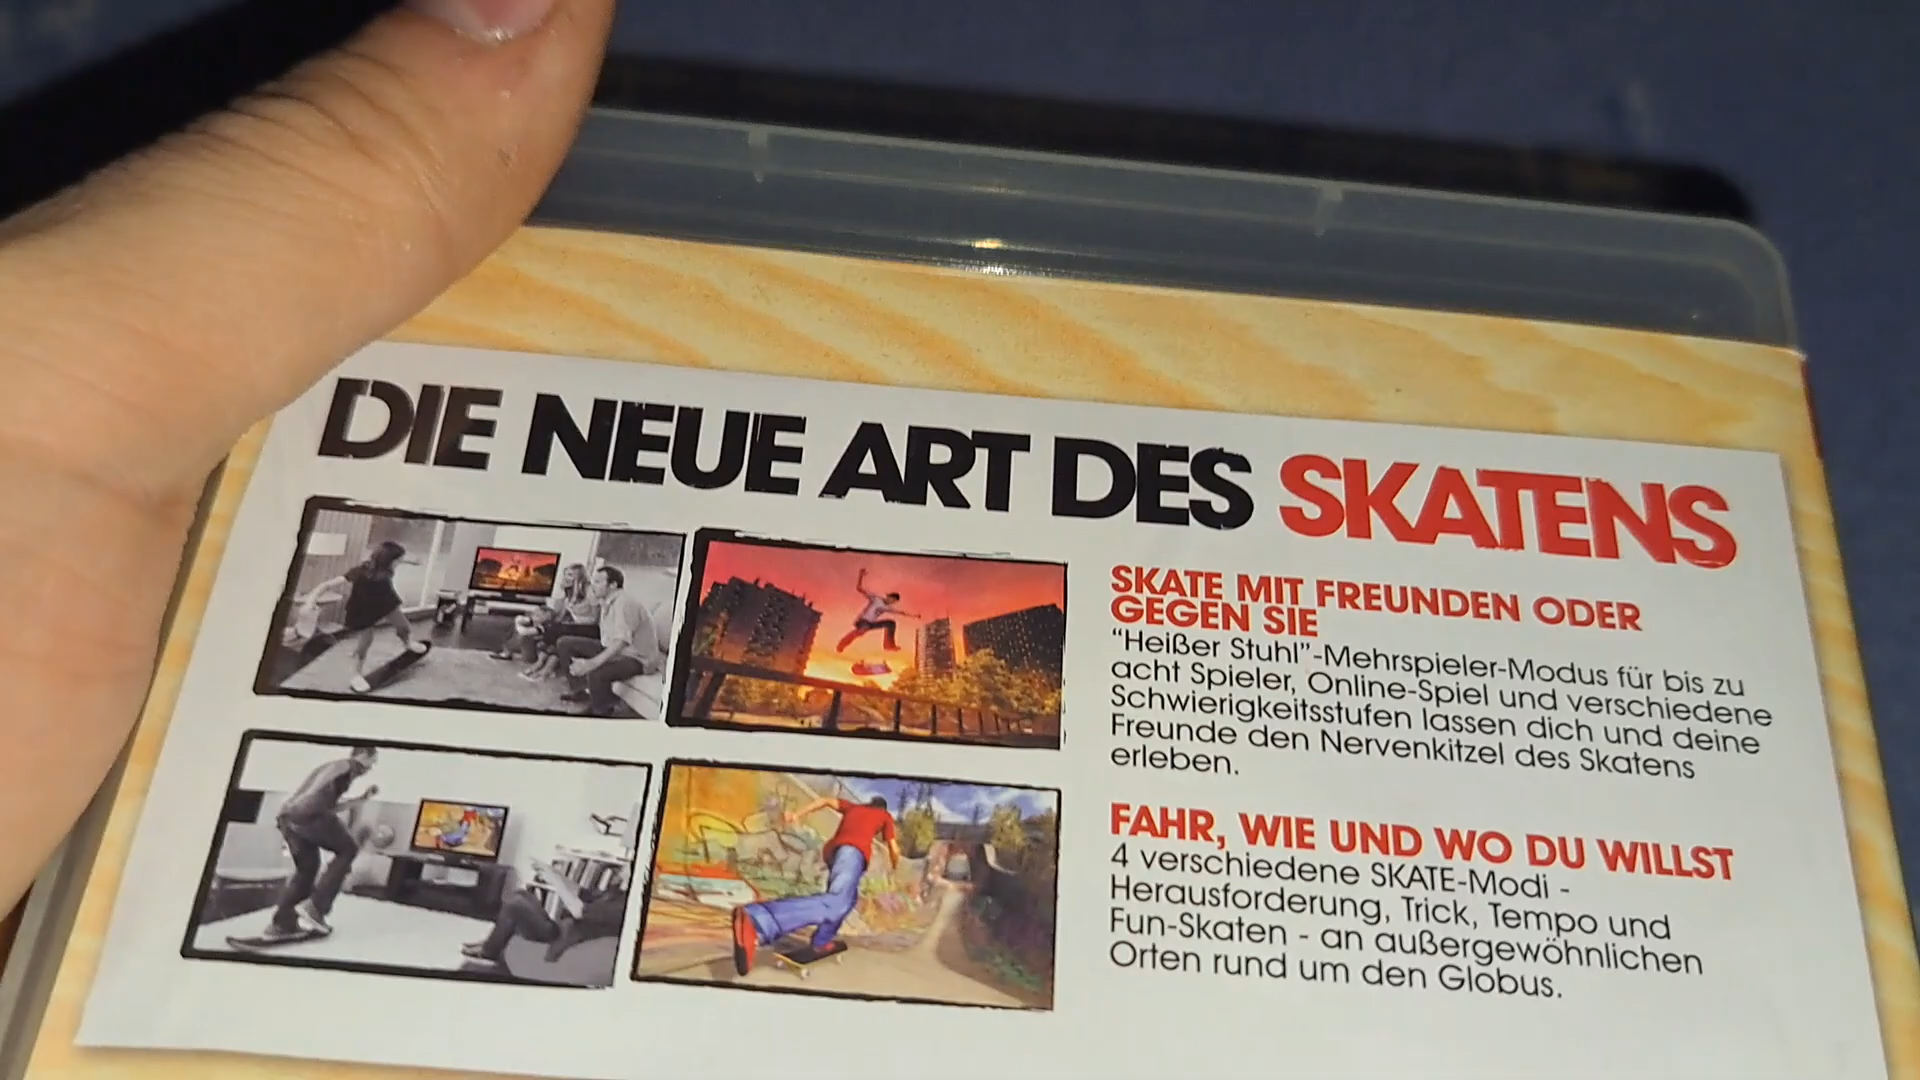 DIE NEUE ART DES SKATENS
SKATE MIT FREUNDEN ODER
GEGEN SIE
“Heißer Stuhl”-Mehrspieler-Modus für bis zu
acht Spieler, Online-Spiel und verschiedene
Schwierigkeitsstufen lassen dich und deine
Freunde den Nervenkitzel des Skatens
erleben.
FAHR, WIE UND WO DU WILLST
4 verschiedene SKATE-Modi -
Herausforderung, Trick, Tempo und
Fun-Skaten - an außergewöhnlichen
Orten rund um den Globus.